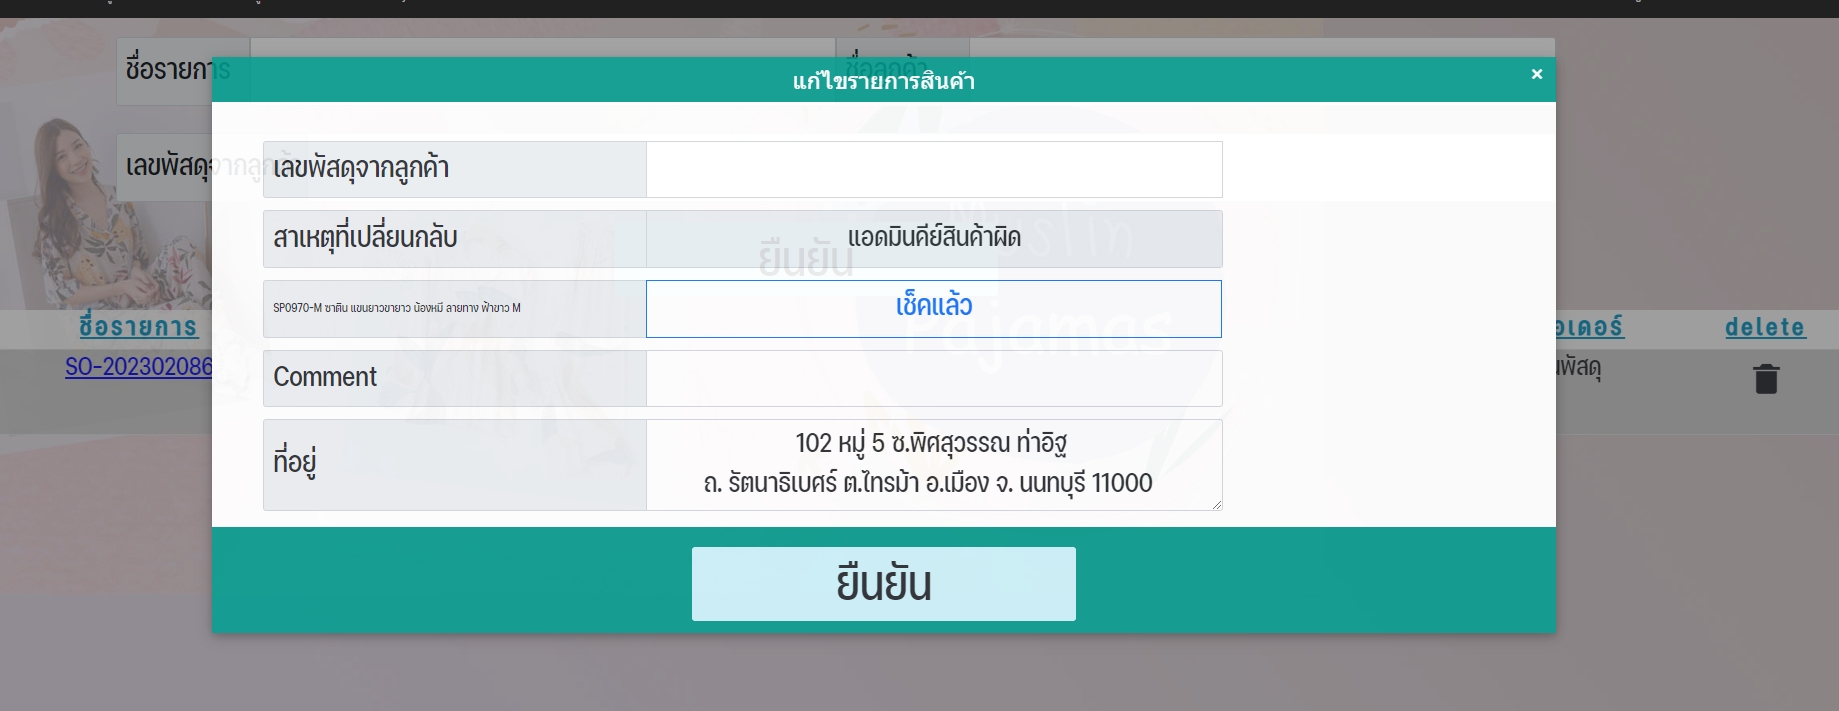 ชื่อรายการ
ชื่อลูกค้า
แก้ไขรายการสินค้า
×
เลขพัสดุจากลูกค้า
เลขพัสดุจากลูกค้า
สาเหตุที่เปลี่ยนกลับ
แอดมินคีย์สินค้าผิด
ยืนยัน
SP0970-M ซาติน แขนยาวขายาว น้องหมี ลายทาง ฟ้าขาว M
เช็คแล้ว
Pajamas
ชื่อรายการ
อเดอร์
delete
SO-202302086
นพัสดุ
Comment
ที่อยู่
102 หมู่ 5 ซ.พิศสุวรรณ ท่าอิฐ
ถ. รัตนาธิเบศร์ ต.ไทรม้า อ.เมือง จ. นนทบุรี 11000
ยืนยัน